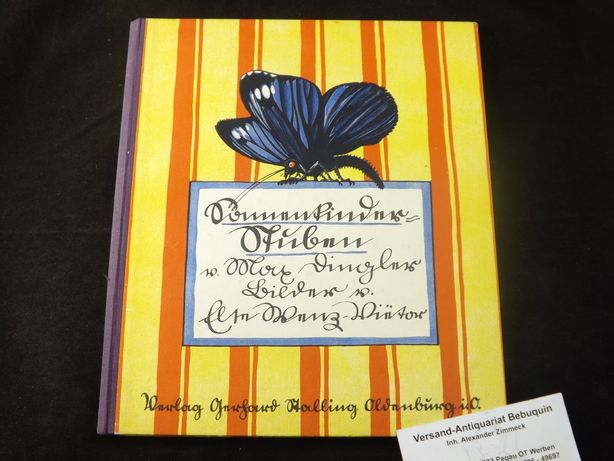 Sonnenkinder=
Stuben
v. Max Dingler
Bilder v.
Else Wenz-Viëtor
Verlag Gerhard Stalling Oldenburg i.O.
Versand-Antiquariat Bebuquin
Inh. Alexander Zimmeck
Pegau OT Werben
49697